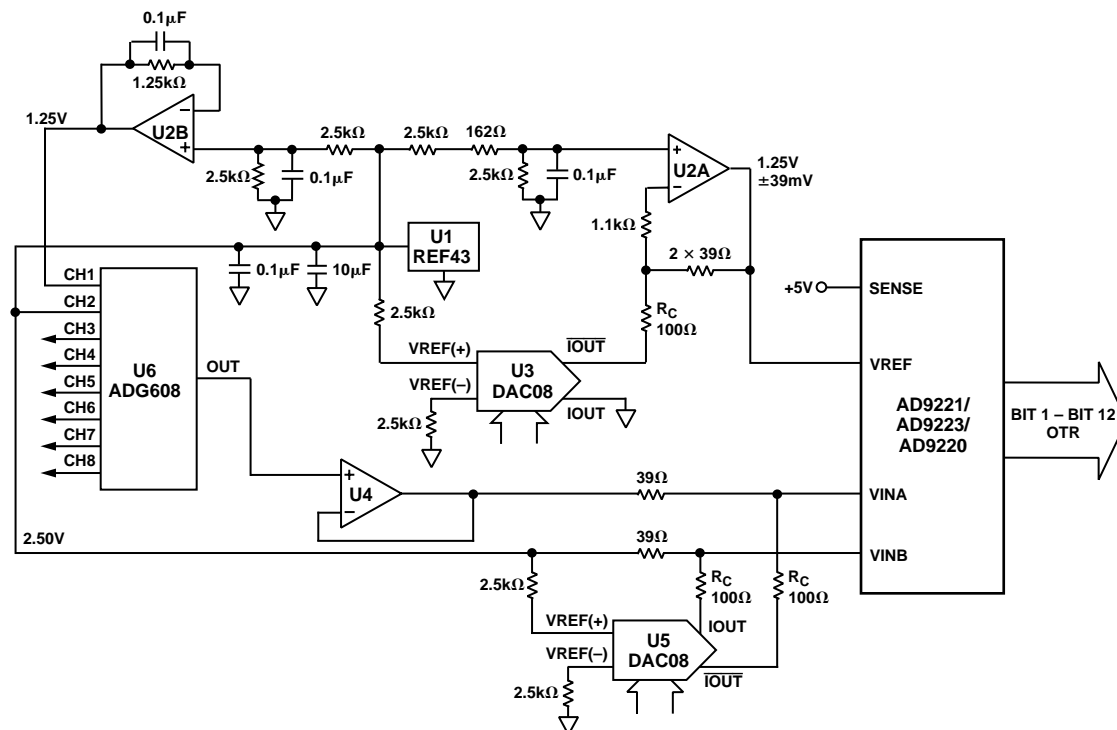 0.1µF
1.25kΩ
1.25V
–
U2B
+
2.5kΩ
2.5kΩ
162Ω
2.5kΩ
0.1µF
2.5kΩ
0.1µF
+
U2A
–
1.25V
±39mV
1.1kΩ
U1
REF43
2 × 39Ω
0.1µF
10µF
+5V
SENSE
CH1
CH2
CH3
CH4
CH5
CH6
CH7
CH8
U6
ADG608
OUT
2.5kΩ
RC
100Ω
VREF(+)
VREF(–)
U3
DAC08
IOUT
IOUT
2.5kΩ
VREF
AD9221/
AD9223/
AD9220
BIT 1 – BIT 12
OTR
+
U4
–
39Ω
VINA
2.50V
39Ω
VINB
2.5kΩ
RC
100Ω
RC
100Ω
VREF(+)
VREF(–)
U5
DAC08
IOUT
IOUT
2.5kΩ